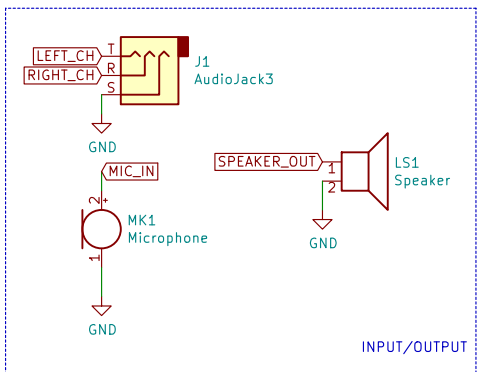 LEFT_CH T J1
RIGHT_CH R AudioJack3
S
GND
MIC_IN
SPEAKER_OUT 1 LS1
2 Speaker
2 + MK1
Microphone
1
GND
GND
INPUT/OUTPUT